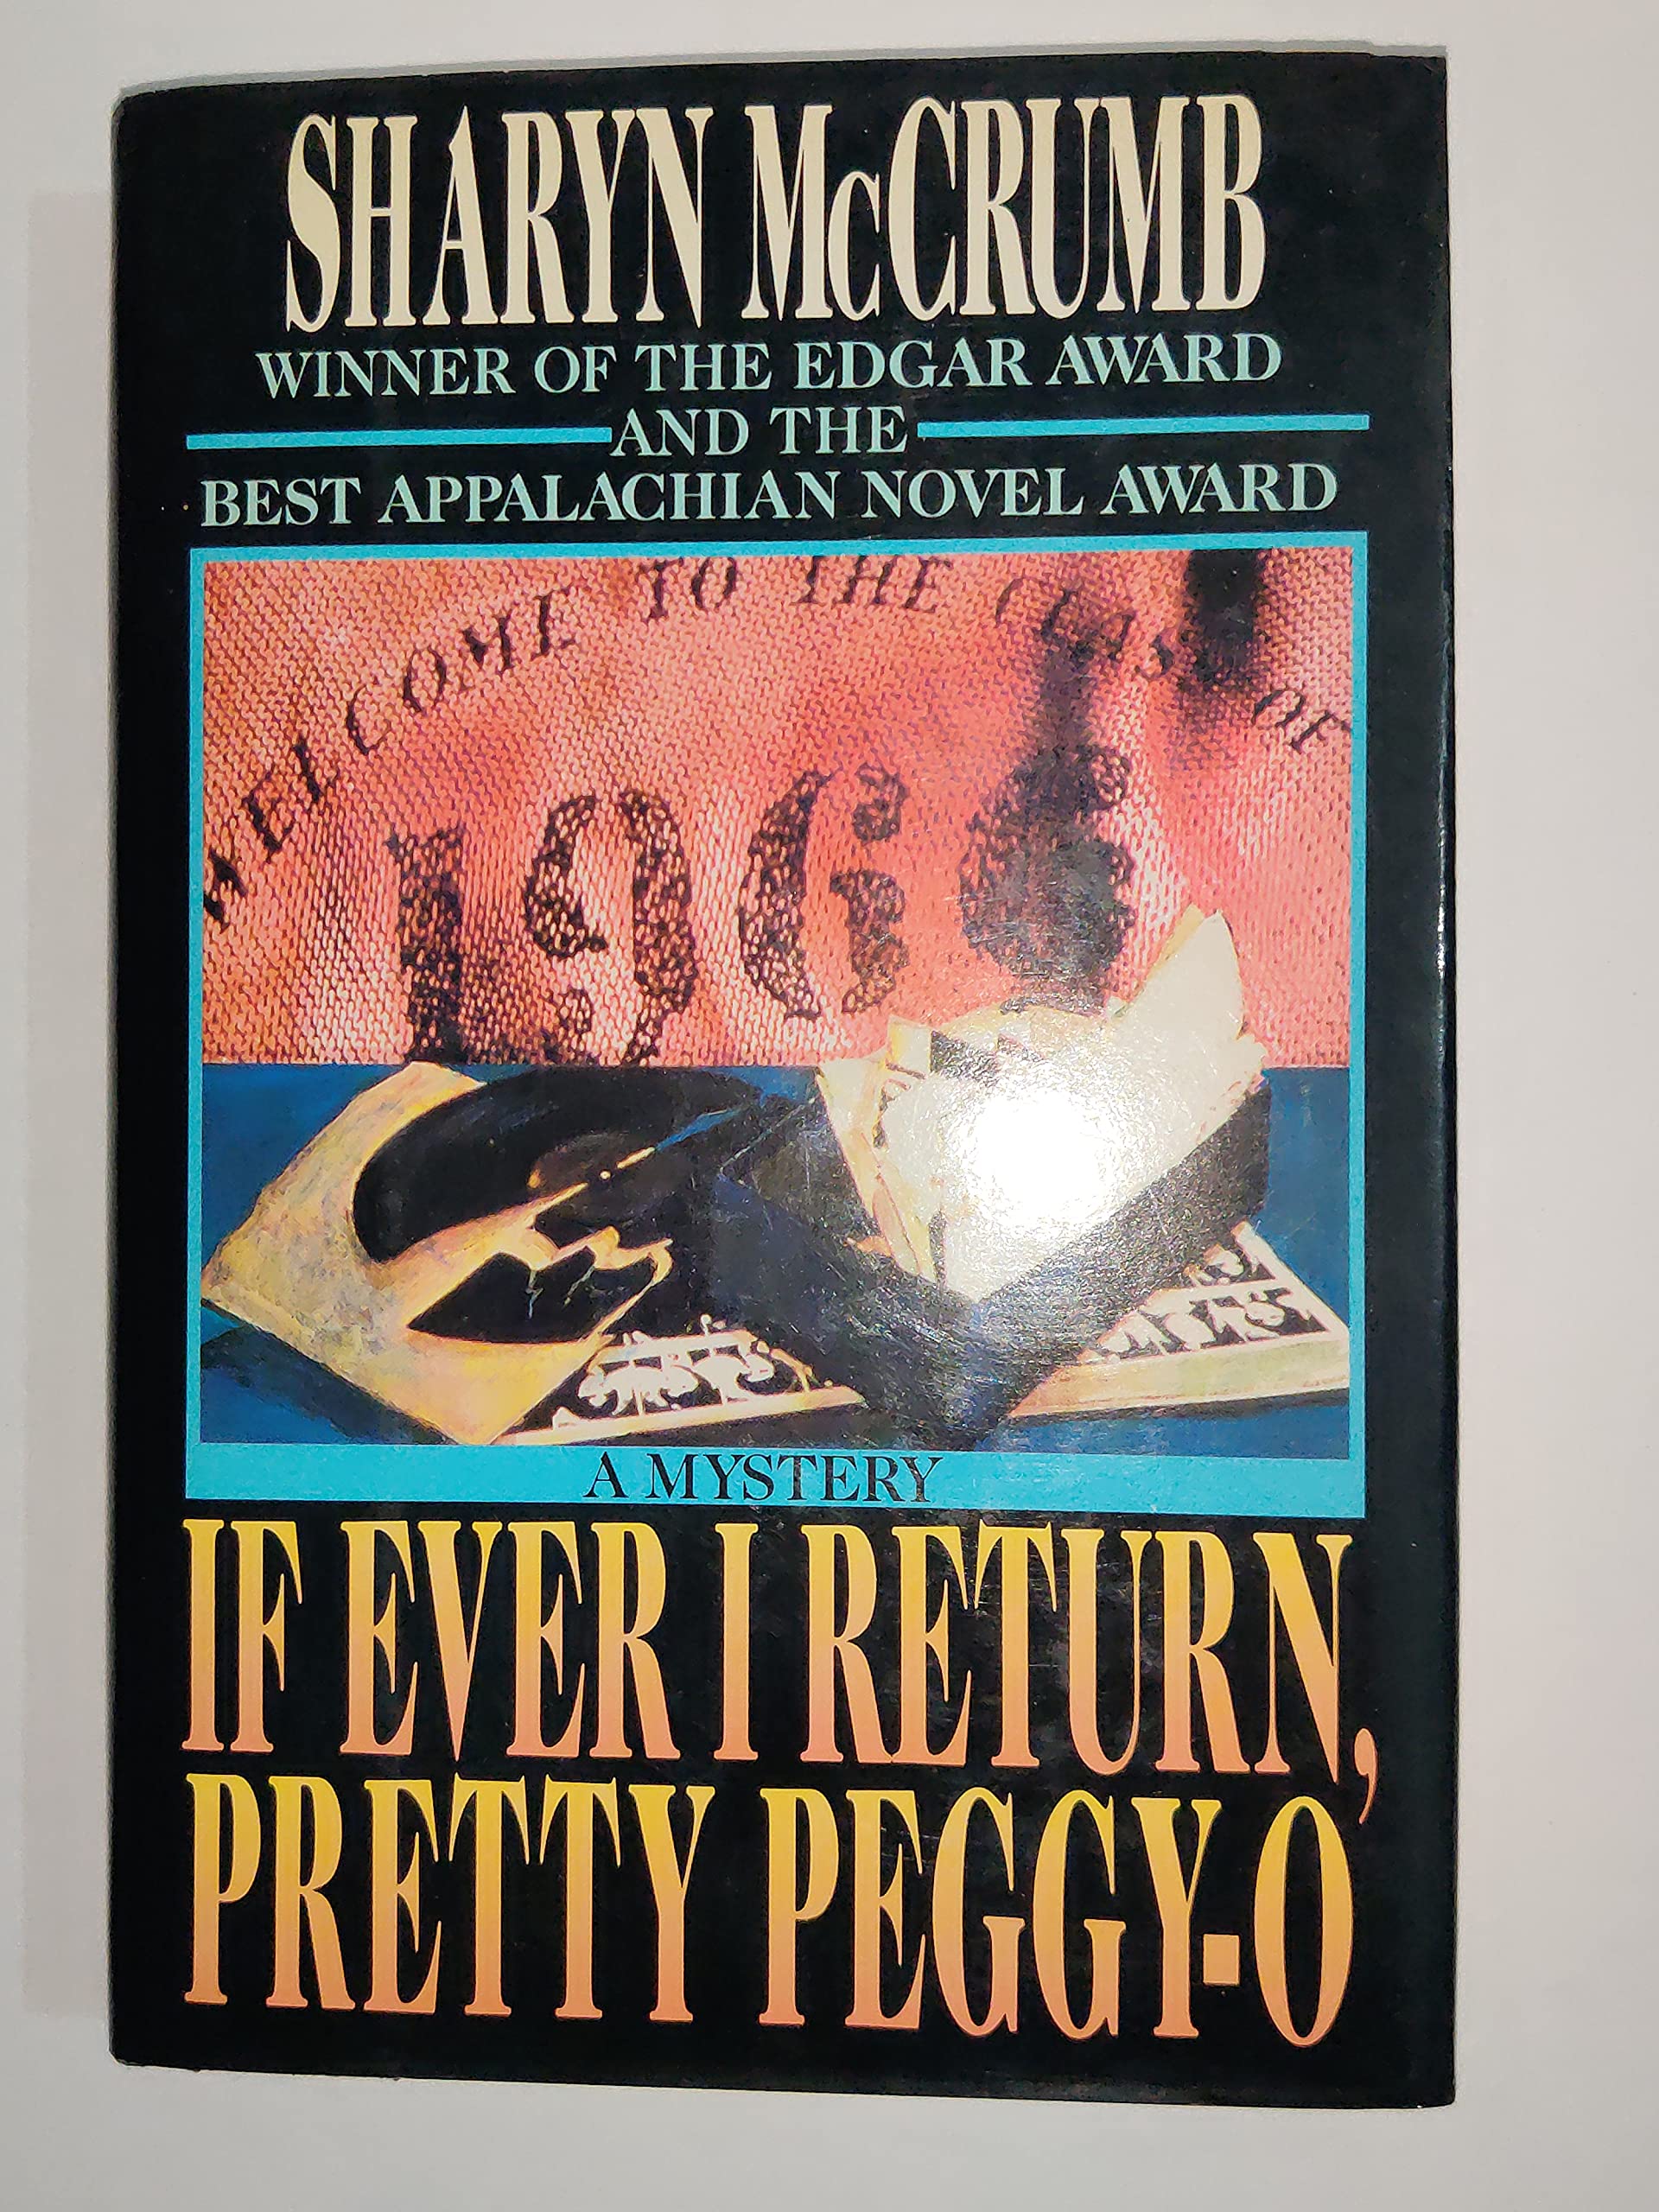 SHARYN McCRUMB
WINNER OF THE EDGAR AWARD
AND THE
BEST APPALACHIAN NOVEL AWARD
WELCOME TO THE CLASS OF
1966
A MYSTERY
IF EVER I RETURN,
PRETTY PEGGY-O